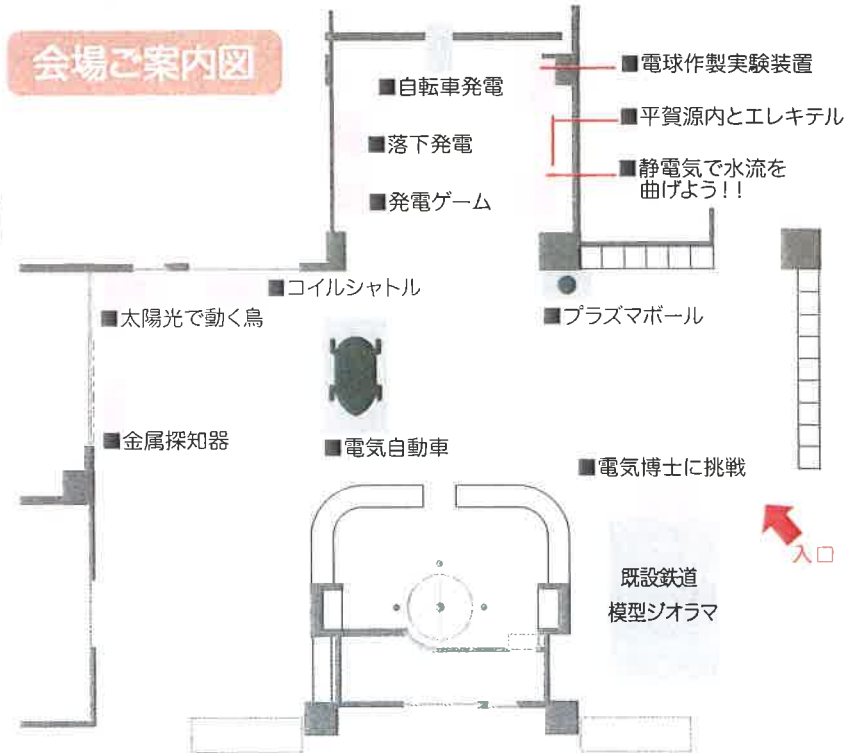 会場ご案内図
■自転車発電
■電球作製実験装置
■平賀源内とエレキテル
■落下発電
■静電気で水流を
曲げよう!!
■発電ゲーム
■コイルシャトル
■太陽光で動く鳥
■プラズマボール
■金属探知器
■電気自動車
■電気博士に挑戦
入口
既設鉄道
模型ジオラマ